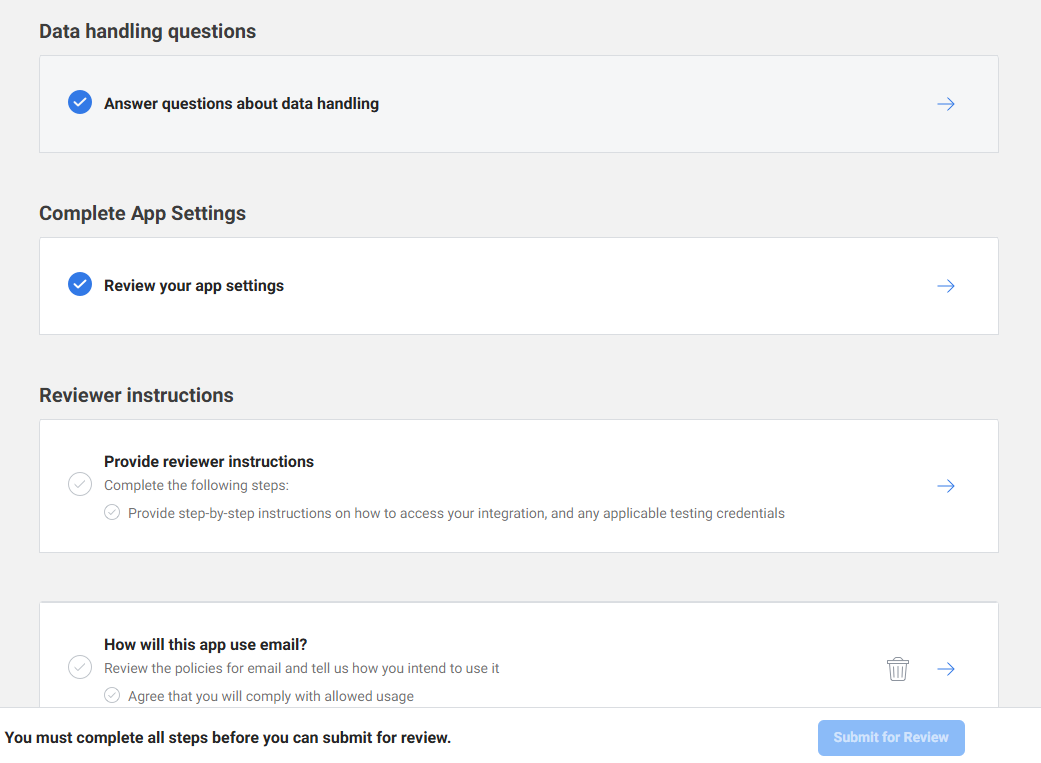 Data handling questions
Answer questions about data handling
Complete App Settings
Review your app settings
Reviewer instructions
Provide reviewer instructions
Complete the following steps:
Provide step-by-step instructions on how to access your integration, and any applicable testing credentials
How will this app use email?
Review the policies for email and tell us how you intend to use it
Agree that you will comply with allowed usage
You must complete all steps before you can submit for review.
Submit for Review